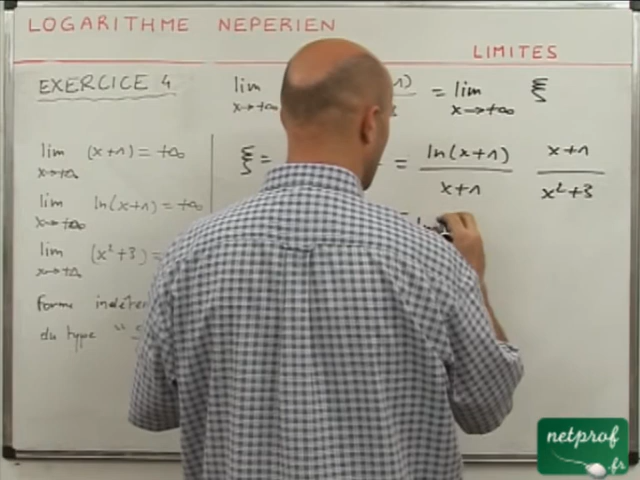 LOGARITHME NEPERIEN
LIMITES
EXERCICE 4
lim = lim ξ
x→+∞ x→+∞
lim (x+1) = +∞
x→+∞
ξ = = ln(x+1) x+1
x+1 x²+3
lim ln(x+1) = +∞
x→+∞
lim (x²+3) =
x→+∞
Forme
du type "
netprof
.fr